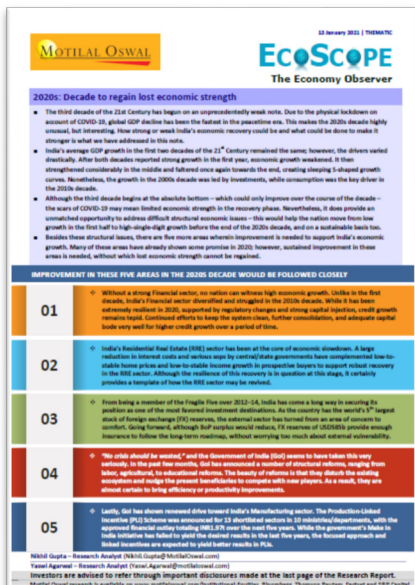 12 January 2021 | THEMATIC
MOTILAL OSWAL
ECOSCOPE
The Economy Observer
2020s: Decade to regain lost economic strength
The third decade of the 21st Century has begun on an unprecedentedly weak note. Due to the physical lockdown on
account of COVID-19, global GDP decline has been the fastest in the peacetime era. This makes the 2020s decade highly
unusual, but interesting. How strong or weak India's economic recovery could be and what could be done to make it
stronger is what we have addressed in this note.
India's average GDP growth in the first two decades of the 21st Century remained the same; however, the drivers varied
drastically. After both decades reported strong growth in the first year, economic growth weakened. It then
strengthened considerably in the middle and faltered once again towards the end, creating sleeping S-shaped growth
curves. Nonetheless, the growth in the 2000s decade was led by investments, while consumption was the key driver in
the 2010s decade.
Although the third decade begins at the absolute bottom – which could only improve over the course of the decade –
the scars of COVID-19 may mean limited economic strength in the recovery phase. Nevertheless, it does provide an
unmatched opportunity to address difficult structural economic issues – this would help the nation move from low
growth in the first half to high-single-digit growth before the end of the 2020s decade, and on a sustainable basis too.
Besides these structural issues, there are five more areas wherein improvement is needed to support India's economic
growth. Many of these areas have already shown some promise in 2020; however, sustained improvement in these
areas is needed, without which lost economic strength cannot be regained.
IMPROVEMENT IN THESE FIVE AREAS IN THE 2020S DECADE WOULD BE FOLLOWED CLOSELY
01
Without a strong Financial sector, no nation can witness high economic growth. Unlike in the first
decade, India's Financial sector diversified and struggled in the 2010s decade. While it has been
extremely resilient in 2020, supported by regulatory changes and strong capital injection, credit growth
remains tepid. Continued efforts to keep the system clean, further consolidation, and adequate capital
bode very well for higher credit growth over a period of time.
02
India's Residential Real Estate (RRE) sector has been at the core of economic slowdown. A large
reduction in interest costs and various sops by central/state governments have complemented low-to-
stable home prices and low-to-stable income growth in prospective buyers to support robust recovery
in the RRE sector. Although the resilience of this recovery is in question at this stage, it certainly
provides a template of how the RRE sector may be revived.
03
From being a member of the Fragile Five over 2012–14, India has come a long way in securing its
position as one of the most favored investment destinations. As the country has the world's 5th largest
stack of foreign exchange (FX) reserves, the external sector has turned from an area of concern to
comfort. Going forward, although BoP surplus would reduce, FX reserves of USD585b provide enough
insurance to follow the long-term roadmap, without worrying too much about external vulnerability.
04
"No crisis should be wasted," and the Government of India (GoI) seems to have taken this very
seriously. In the past few months, GoI has announced a number of structural reforms, ranging from
labor, agricultural, to educational reforms. The beauty of reforms is that they disturb the existing
ecosystem and nudge the present beneficiaries to compete with new players. As a result, they are
almost certain to bring efficiency or productivity improvements.
05
Lastly, GoI has shown renewed drive toward India's Manufacturing sector. The Production-Linked
Incentive (PLI) Scheme was announced for 13 shortlisted sectors in 10 ministries/departments, with the
approved financial outlay totaling INR1.97t over the next five years. While the government's Make in
India initiative has failed to yield the desired results in the last five years, the focused approach and
linked incentives are expected to yield better results in PLIs.
Nikhil Gupta – Research Analyst (Nikhil.Gupta@MotilalOswal.com)
Yaswi Agarwal – Research Analyst (Yaswi.Agarwal@motilaloswal.com)
Investors are advised to refer through important disclosures made at the last page of the Research Report.